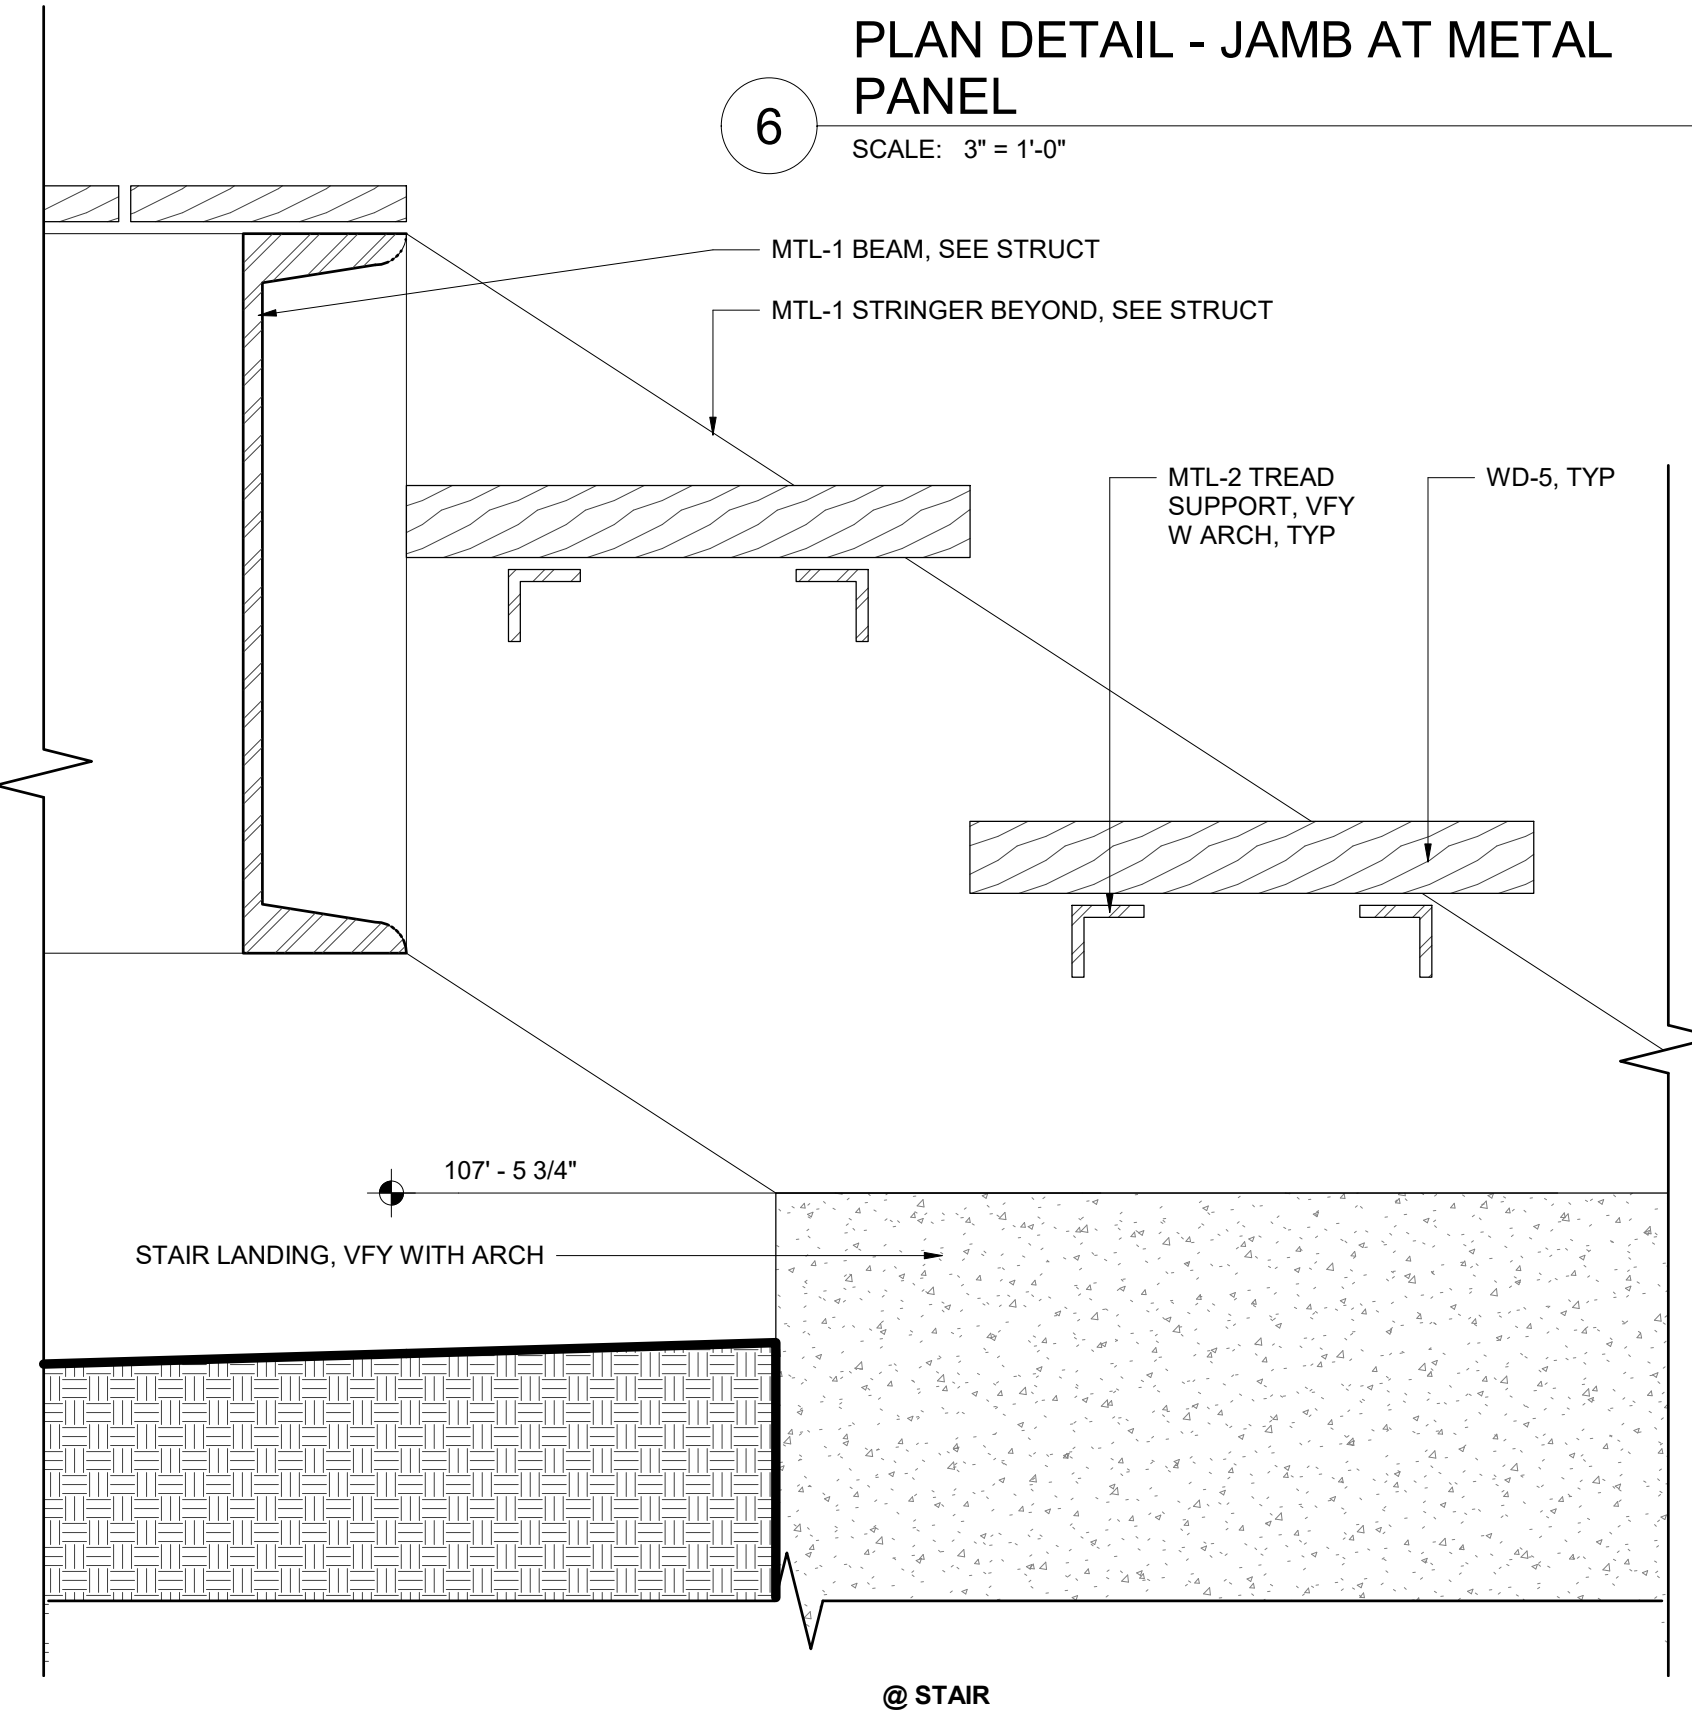 PLAN DETAIL - JAMB AT METAL
PANEL
6
SCALE: 3" = 1'-0"
MTL-1 BEAM, SEE STRUCT
MTL-1 STRINGER BEYOND, SEE STRUCT
MTL-2 TREAD
SUPPORT, VFY
W ARCH, TYP
WD-5, TYP
107' - 5 3/4"
STAIR LANDING, VFY WITH ARCH
@ STAIR